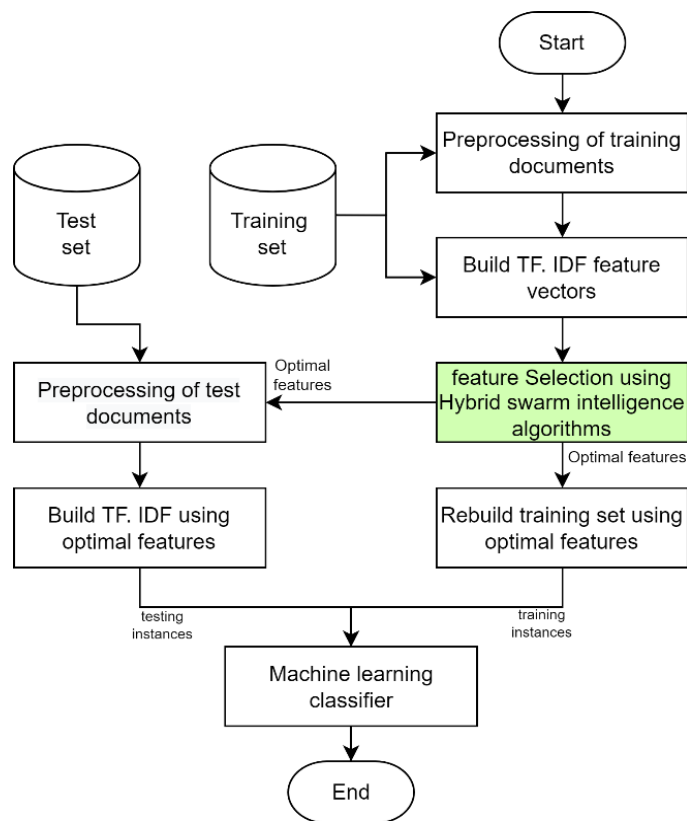 Start
Preprocessing of training
documents
Test
set
Training
set
Build TF. IDF feature
vectors
Optimal
features
Preprocessing of test
documents
feature Selection using
Hybrid swarm intelligence
algorithms
Optimal features
Build TF. IDF using
optimal features
Rebuild training set using
optimal features
testing
instances
training
instances
Machine learning
classifier
End